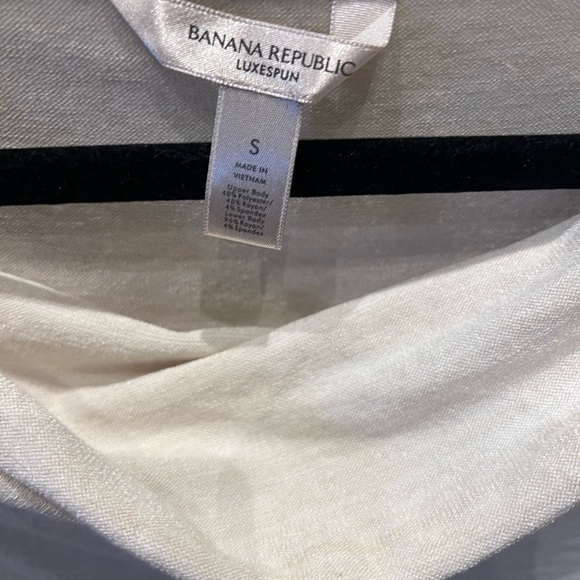 BANANA REPUBLIC
LUXESPUN
S
MADE IN
VIETNAM
Upper Body
48% Polyester/
48% Rayon/
4% Spandex
Lower Body
96% Rayon/
4% Spandex